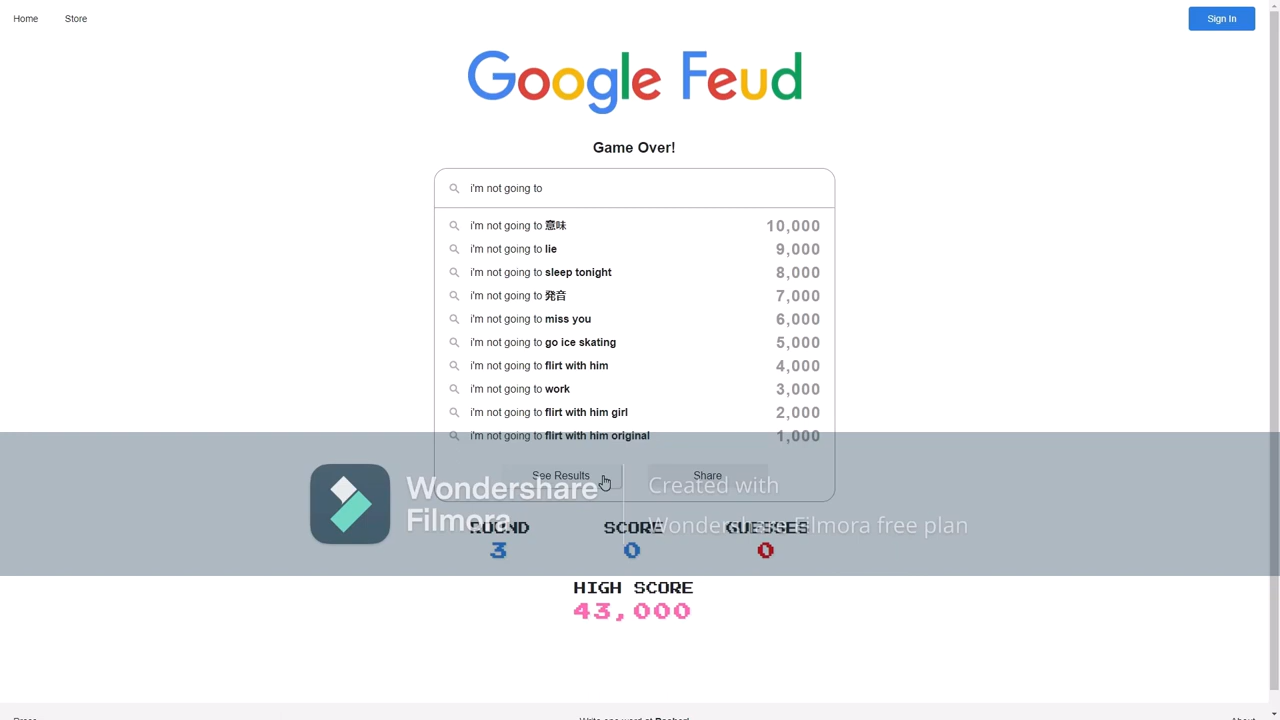 Home Store Sign In
Google Feud
Game Over!
i'm not going to
i'm not going to 意味 10,000
i'm not going to lie 9,000
i'm not going to sleep tonight 8,000
i'm not going to 発音 7,000
i'm not going to miss you 6,000
i'm not going to go ice skating 5,000
i'm not going to flirt with him 4,000
i'm not going to work 3,000
i'm not going to flirt with him girl 2,000
i'm not going to flirt with him original 1,000
See Results Share
Wondershare Filmora
Created with
Wondershare Filmora free plan
ROUND SCORE GUESSES
3 0 0
HIGH SCORE
43,000